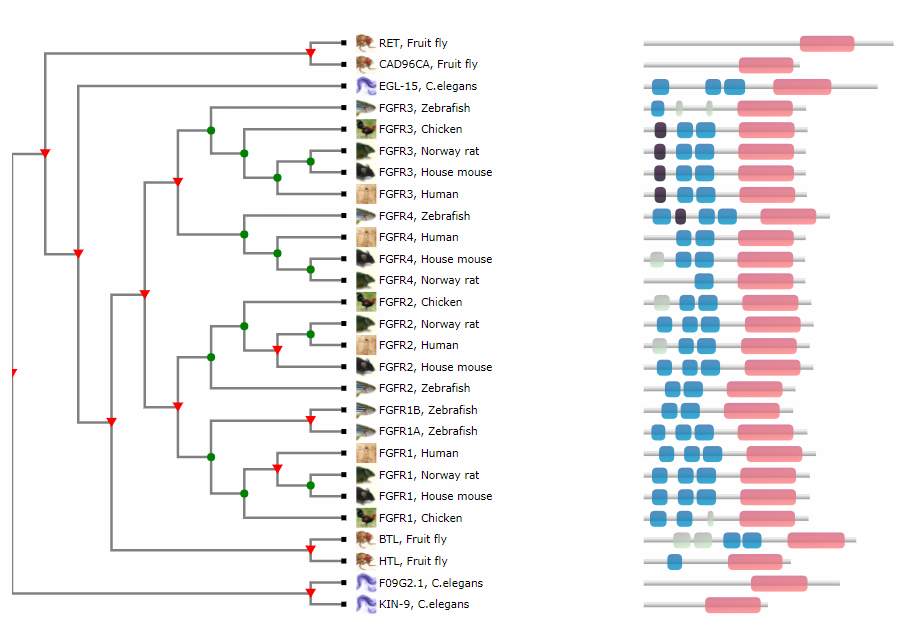 RET, Fruit fly
CAD96CA, Fruit fly
EGL-15, C.elegans
FGFR3, Zebrafish
FGFR3, Chicken
FGFR3, Norway rat
FGFR3, House mouse
FGFR3, Human
FGFR4, Zebrafish
FGFR4, Human
FGFR4, House mouse
FGFR4, Norway rat
FGFR2, Chicken
FGFR2, Norway rat
FGFR2, Human
FGFR2, House mouse
FGFR2, Zebrafish
FGFR1B, Zebrafish
FGFR1A, Zebrafish
FGFR1, Human
FGFR1, Norway rat
FGFR1, House mouse
FGFR1, Chicken
BTL, Fruit fly
HTL, Fruit fly
F09G2.1, C.elegans
KIN-9, C.elegans